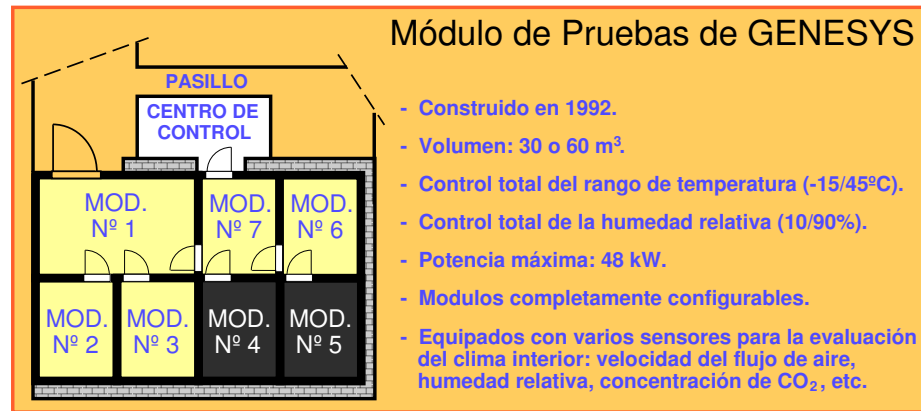 Módulo de Pruebas de GENESYS
PASILLO
CENTRO DE
CONTROL
MOD.
Nº 1
MOD.
Nº 7
MOD.
Nº 6
MOD.
Nº 2
MOD.
Nº 3
MOD.
Nº 4
MOD.
Nº 5
- Construido en 1992.
- Volumen: 30 o 60 m³.
- Control total del rango de temperatura (-15/45ºC).
- Control total de la humedad relativa (10/90%).
- Potencia máxima: 48 kW.
- Modulos completamente configurables.
- Equipados con varios sensores para la evaluación
del clima interior: velocidad del flujo de aire,
humedad relativa, concentración de CO₂, etc.